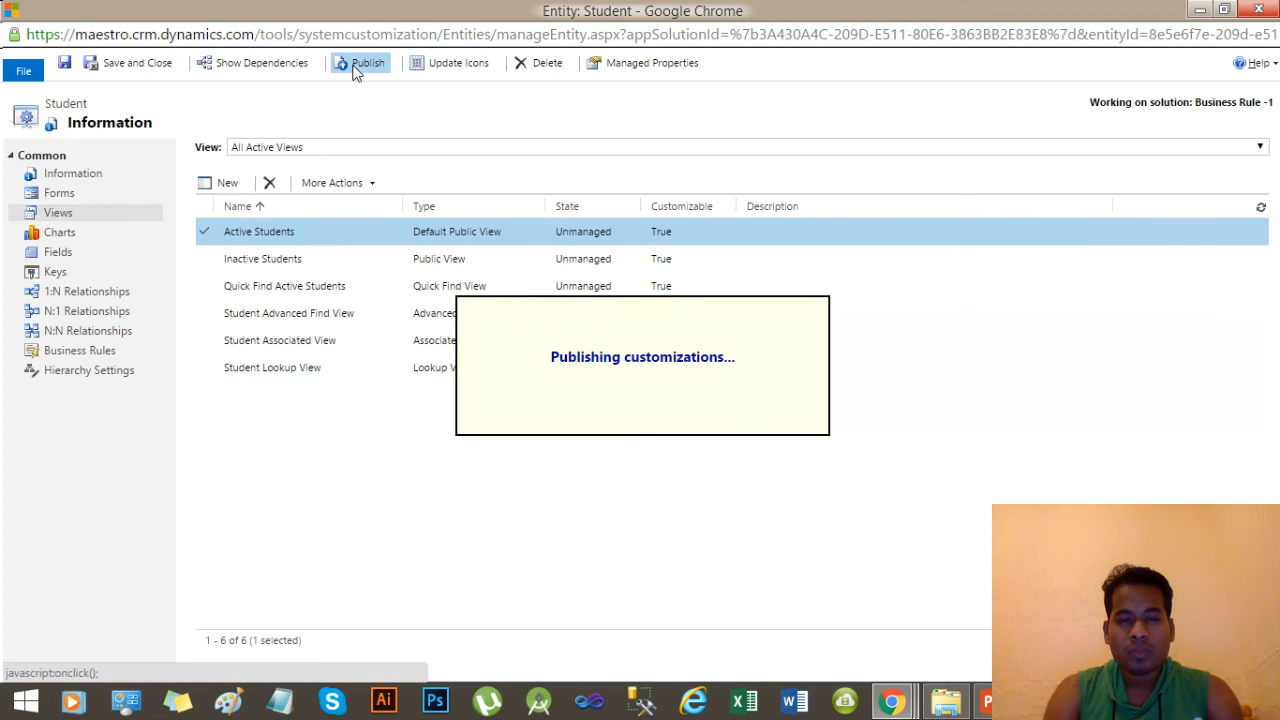 Entity: Student - Google Chrome
https://maestro.crm.dynamics.com/tools/systemcustomization/Entities/manageEntity.aspx?appSolutionId=%7b3A430A4C-209D-E511-80E6-3863BB2E83E8%7d&entityId=8e5e6f7e-209d-e51
File
Save and Close
Show Dependencies
Publish
Update Icons
Delete
Managed Properties
Help
Student
Information
Working on solution: Business Rule -1
Common
Information
Forms
Views
Charts
Fields
Keys
1:N Relationships
N:1 Relationships
N:N Relationships
Business Rules
Hierarchy Settings
View: All Active Views
New More Actions
Name Type State Customizable Description
Active Students Default Public View Unmanaged True
Inactive Students Public View Unmanaged True
Quick Find Active Students Quick Find View Unmanaged True
Student Advanced Find View Advanced
Student Associated View Associate
Student Lookup View Lookup V
Publishing customizations...
1 - 6 of 6 (1 selected)
javascript:onclick();